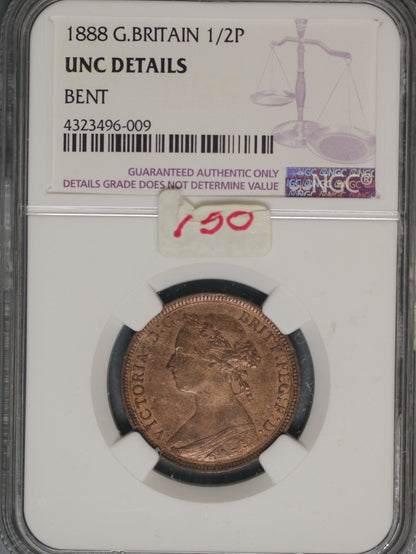 1888 G.BRITAIN 1/2P
UNC DETAILS
BENT
4323496-009
GUARANTEED AUTHENTIC ONLY
DETAILS GRADE DOES NOT DETERMINE VALUE
NGC®
150
VICTORIA D:G: BRITT:REG:F:D: